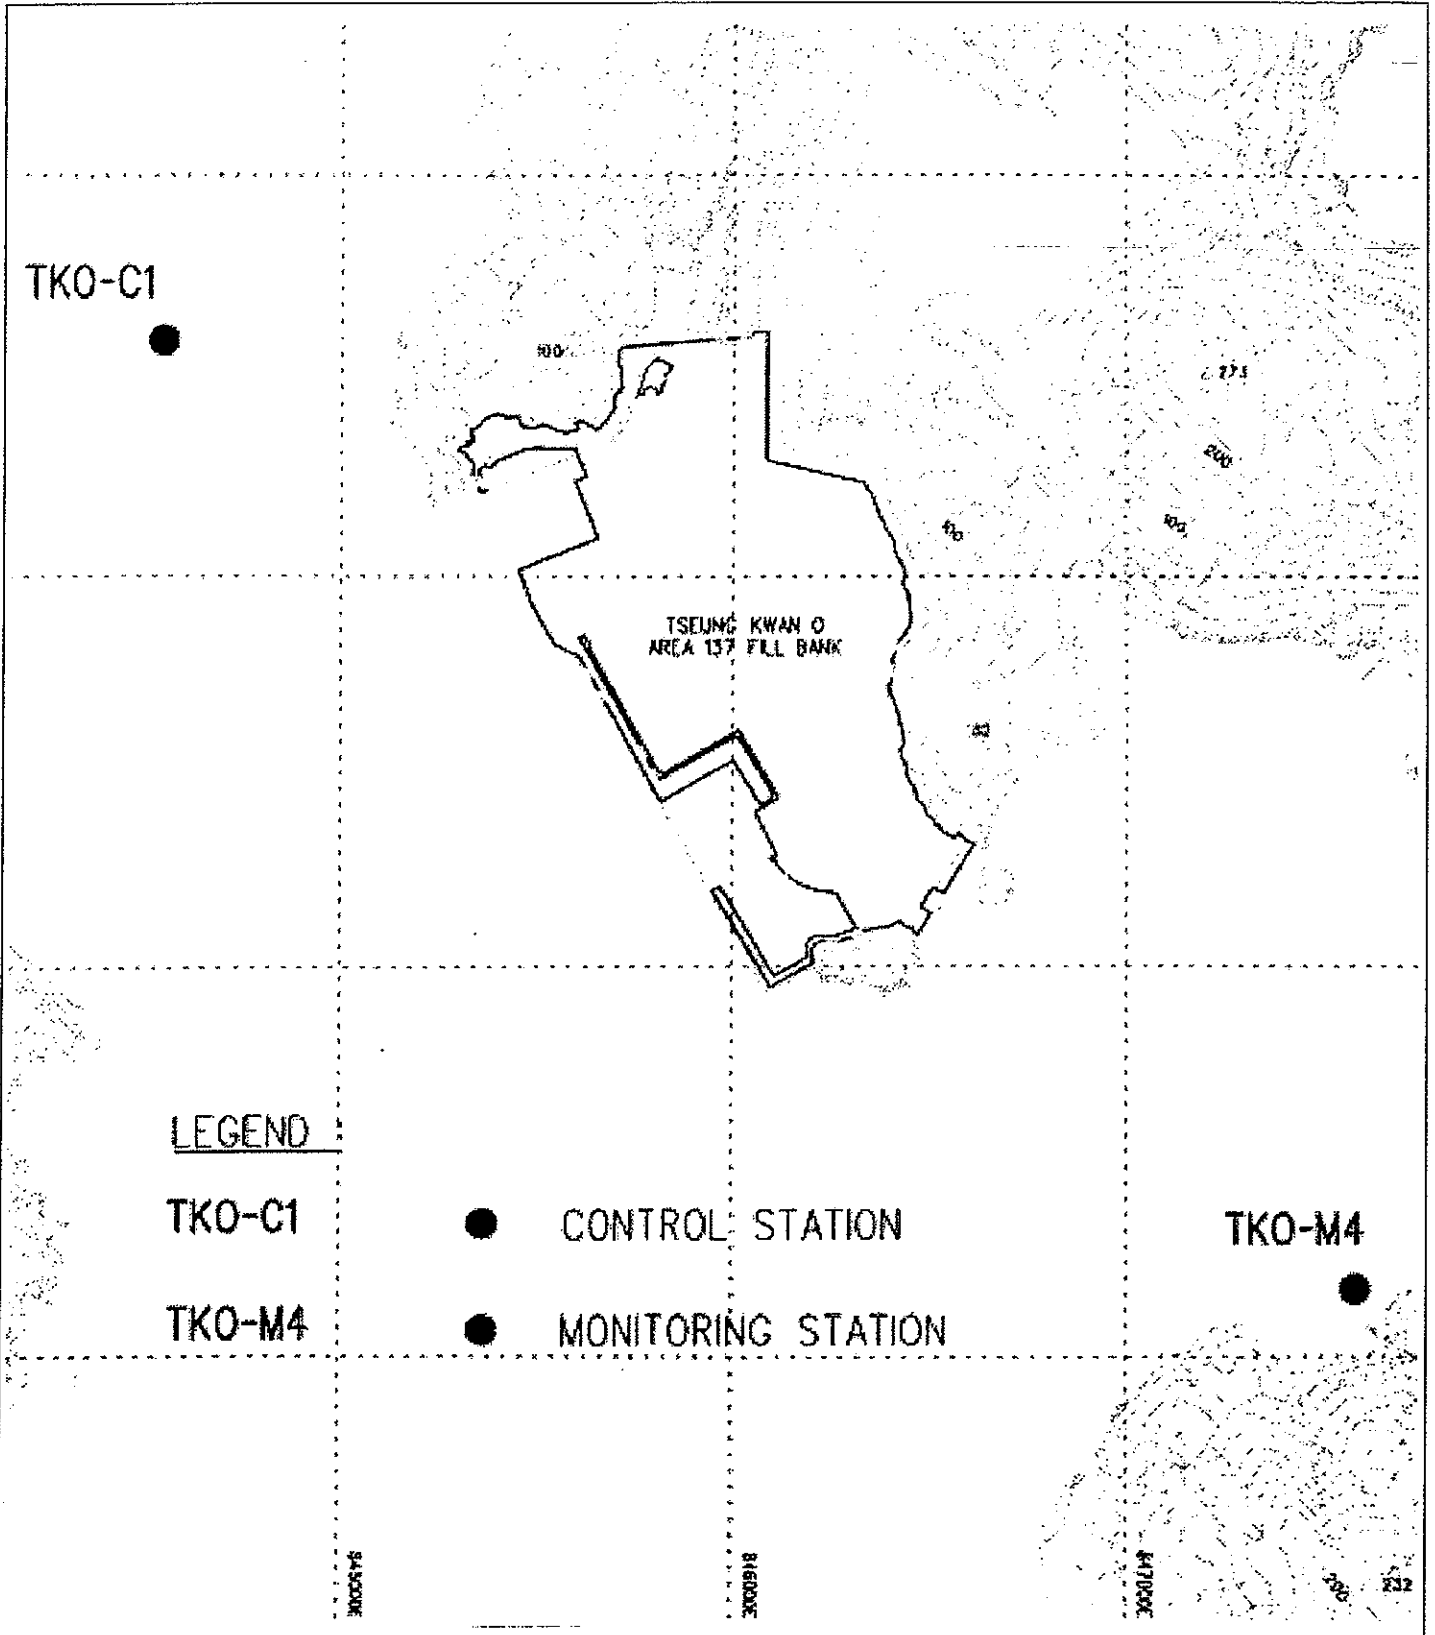 TKO-C1
100
273
200
100
100
TSEUNG KWAN O
AREA 137 FILL BANK
LEGEND
TKO-C1 CONTROL STATION
TKO-M4
TKO-M4 MONITORING STATION
845000E
846000E
847000E
200
232